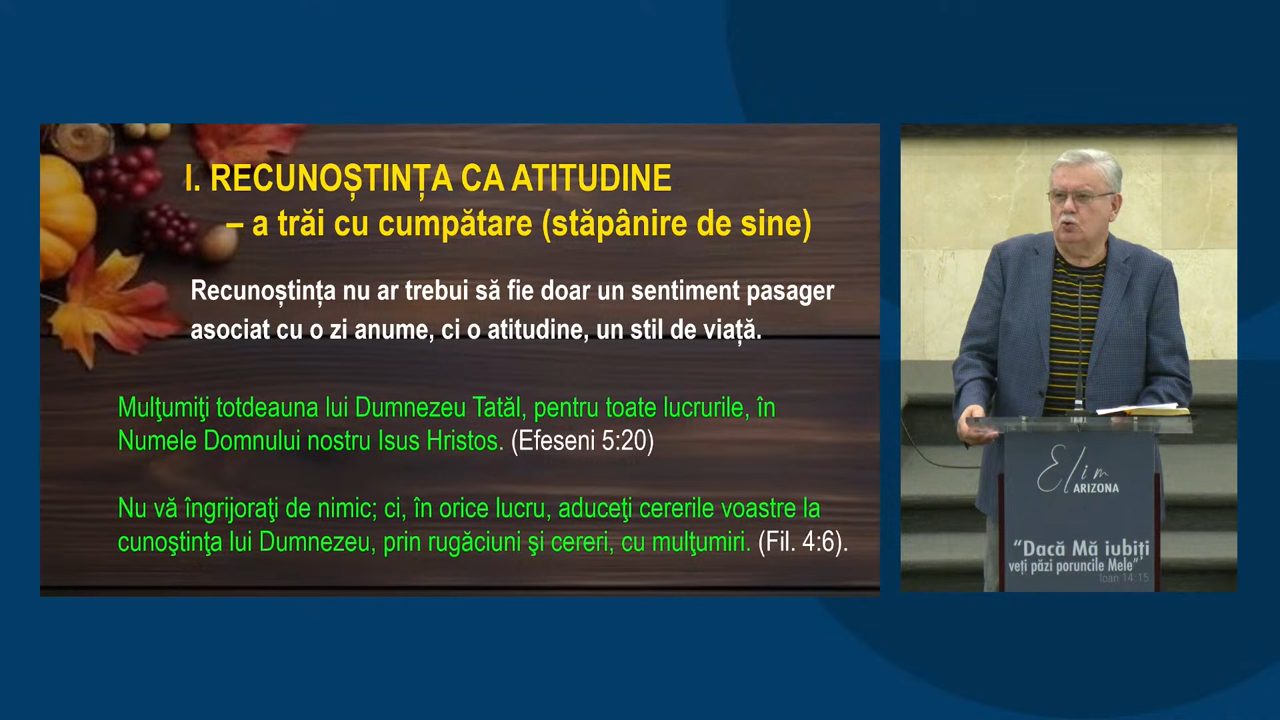 I. RECUNOȘTINȚA CA ATITUDINE
– a trăi cu cumpătare (stăpânire de sine)
Recunoștința nu ar trebui să fie doar un sentiment pasager
asociat cu o zi anume, ci o atitudine, un stil de viață.
Mulţumiţi totdeauna lui Dumnezeu Tatăl, pentru toate lucrurile, în
Numele Domnului nostru Isus Hristos. (Efeseni 5:20)
Nu vă îngrijoraţi de nimic; ci, în orice lucru, aduceţi cererile voastre la
cunoştinţa lui Dumnezeu, prin rugăciuni şi cereri, cu mulţumiri. (Fil. 4:6).
Elim
ARIZONA
“Dacă Mă iubiți
veți păzi poruncile Mele”
Ioan 14:15